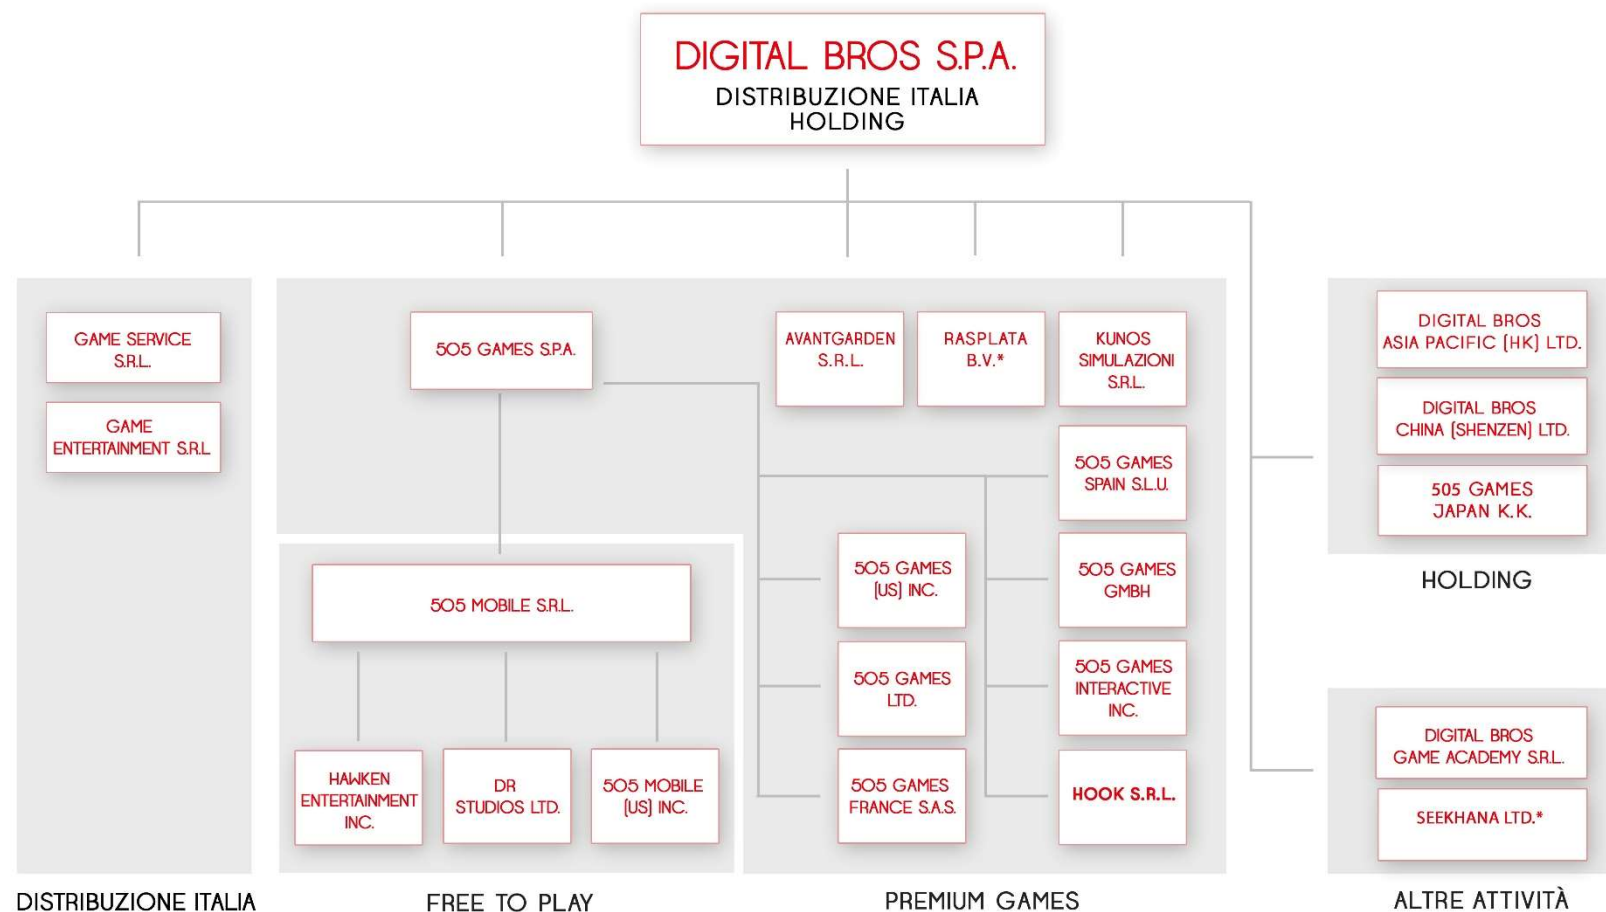 DIGITAL BROS S.P.A.
DISTRIBUZIONE ITALIA
HOLDING
GAME SERVICE
S.R.L.
GAME
ENTERTAINMENT S.R.L
DISTRIBUZIONE ITALIA
505 GAMES S.P.A.
505 MOBILE S.R.L.
HAWKEN
ENTERTAINMENT
INC.
DR
STUDIOS LTD.
505 MOBILE
(US) INC.
FREE TO PLAY
AVANTGARDEN
S.R.L.
RASPLATA
B.V.*
KUNOS
SIMULAZIONI
S.R.L.
505 GAMES
SPAIN S.L.U.
505 GAMES
(US) INC.
505 GAMES
GMBH
505 GAMES
LTD.
505 GAMES
INTERACTIVE
INC.
505 GAMES
FRANCE S.A.S.
HOOK S.R.L.
PREMIUM GAMES
DIGITAL BROS
ASIA PACIFIC (HK) LTD.
DIGITAL BROS
CHINA (SHENZEN) LTD.
505 GAMES
JAPAN K.K.
HOLDING
DIGITAL BROS
GAME ACADEMY S.R.L.
SEEKHANA LTD.*
ALTRE ATTIVITÀ